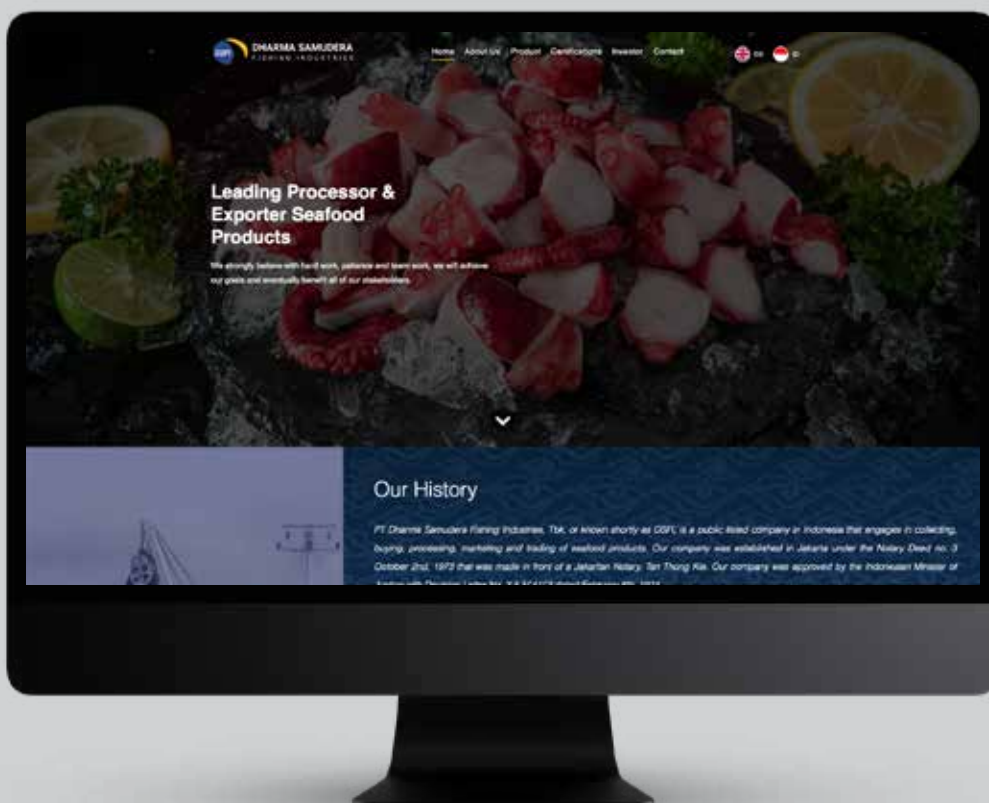 DSFI
DHARMA SAMUDERA
FISHING INDUSTRIES
Home About Us Product Certifications Investor Contact
EN ID
Leading Processor &
Exporter Seafood
Products
We strongly believe with hard work, patience and team work, we will achieve
our goals and eventually benefit all of our stakeholders.
Our History
PT Dharma Samudera Fishing Industries, Tbk. or known shortly as DSFI, is a public listed company in Indonesia that engages in collecting,
buying, processing, marketing and trading of seafood products. Our company was established in Jakarta under the Notary Deed no. 3
October 2nd, 1973 that was made in front of a Jakartan Notary, Tan Thong Kie. Our company was approved by the Indonesian Minister of